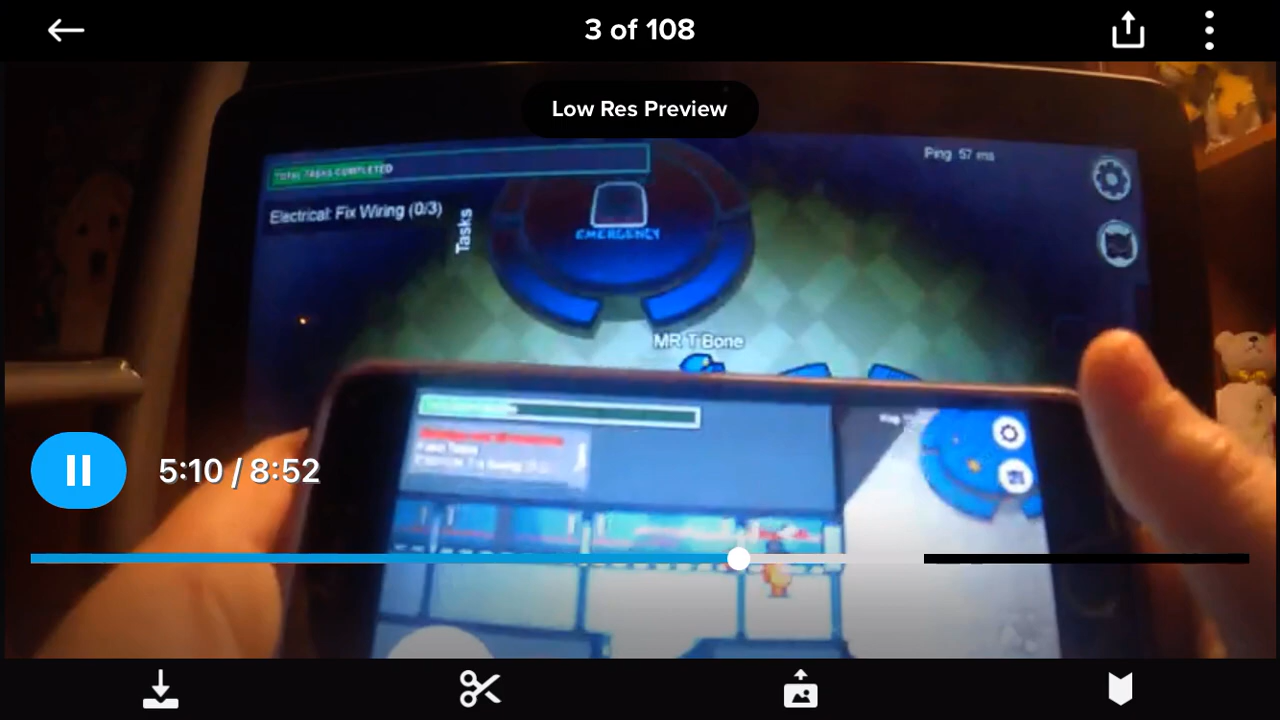 3 of 108
Low Res Preview
TOTAL TASKS COMPLETED
Ping: 57 ms
Electrical: Fix Wiring (0/3)
Tasks
EMERGENCY
MR T Bone
5:10 / 8:52